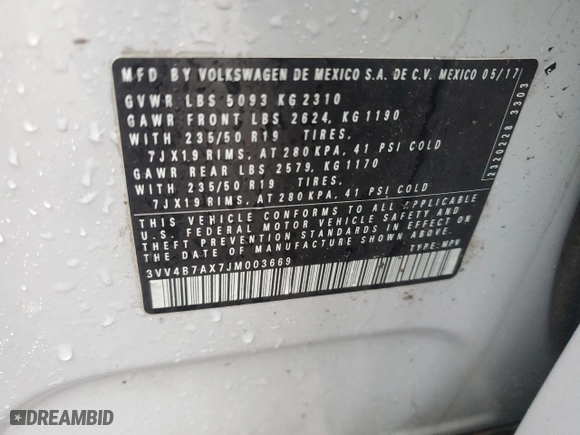 MFD BY VOLKSWAGEN DE MEXICO S.A. DE C.V. MEXICO 05/17
GVWR LBS 5093 KG 2310
GAWR FRONT LBS 2624, KG 1190
WITH 235/50 R19 TIRES,
7JX19 RIMS, AT 280 KPA, 41 PSI COLD
GAWR REAR LBS 2579, KG 1170
WITH 235/50 R19 TIRES,
7JX19 RIMS, AT 280 KPA, 41 PSI COLD
THIS VEHICLE CONFORMS TO ALL APPLICABLE
U.S. FEDERAL MOTOR VEHICLE SAFETY AND
THEFT PREVENTION STANDARDS IN EFFECT ON
THE DATE OF MANUFACTURE SHOWN ABOVE.
3VV4B7AX7JM003669 TYPE: MPV
2320228 3303
DREAMBID